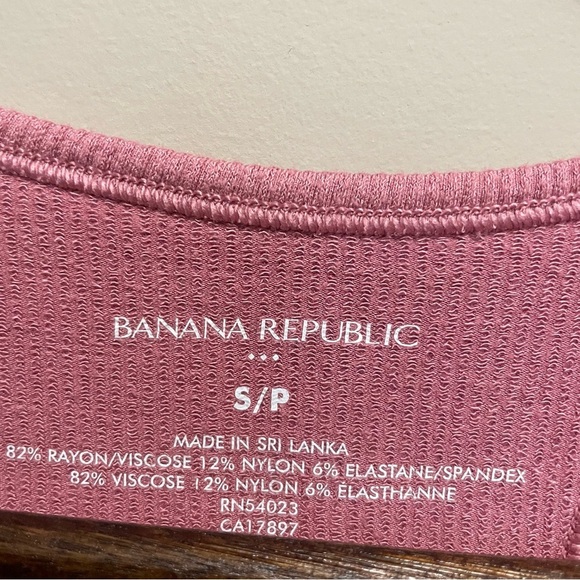 BANANA REPUBLIC
S/P
MADE IN SRI LANKA
82% RAYON/VISCOSE 12% NYLON 6% ELASTANE/SPANDEX
82% VISCOSE 12% NYLON 6% ÉLASTHANNE
RN54023
CA17897